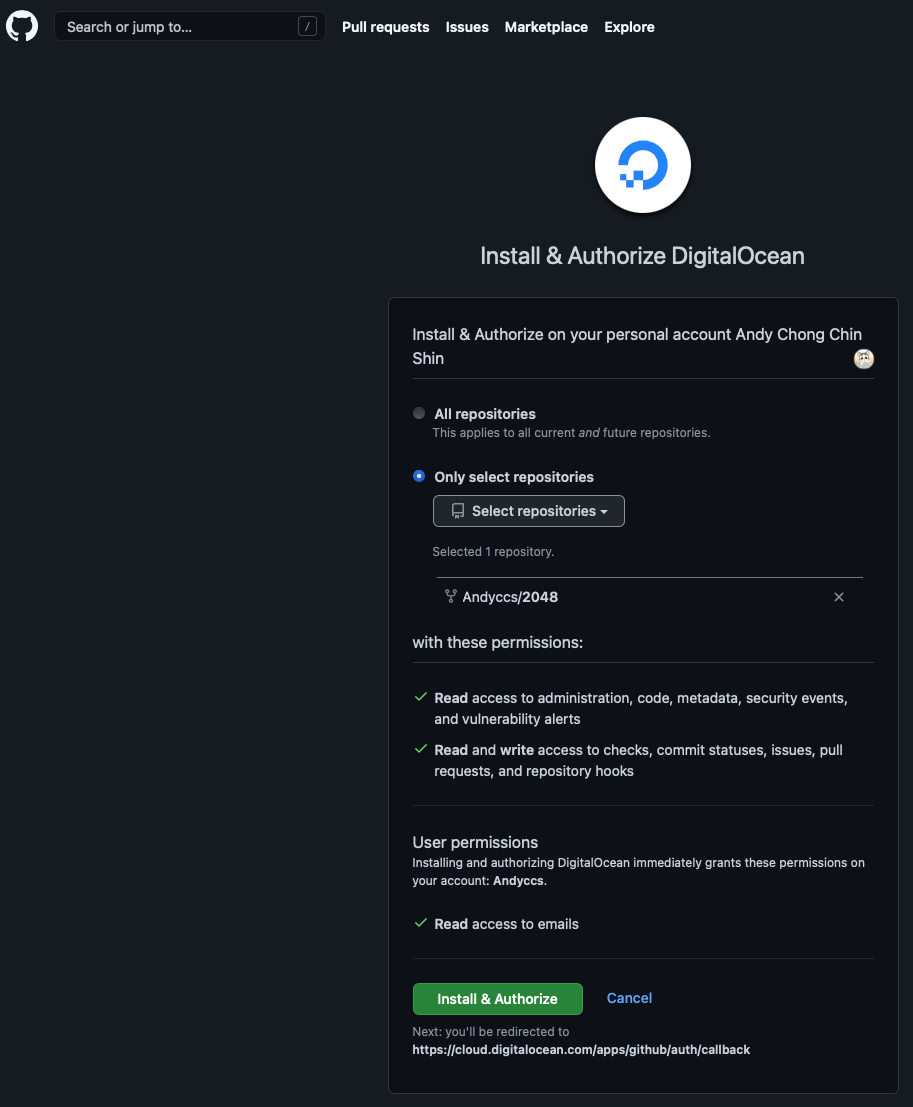 Search or jump to... /
Pull requests Issues Marketplace Explore
Install & Authorize DigitalOcean
Install & Authorize on your personal account Andy Chong Chin
Shin
All repositories
This applies to all current and future repositories.
Only select repositories
Select repositories
Selected 1 repository.
Andyccs/2048
with these permissions:
Read access to administration, code, metadata, security events,
and vulnerability alerts
Read and write access to checks, commit statuses, issues, pull
requests, and repository hooks
User permissions
Installing and authorizing DigitalOcean immediately grants these permissions on
your account: Andyccs.
Read access to emails
Install & Authorize Cancel
Next: you'll be redirected to
https://cloud.digitalocean.com/apps/github/auth/callback